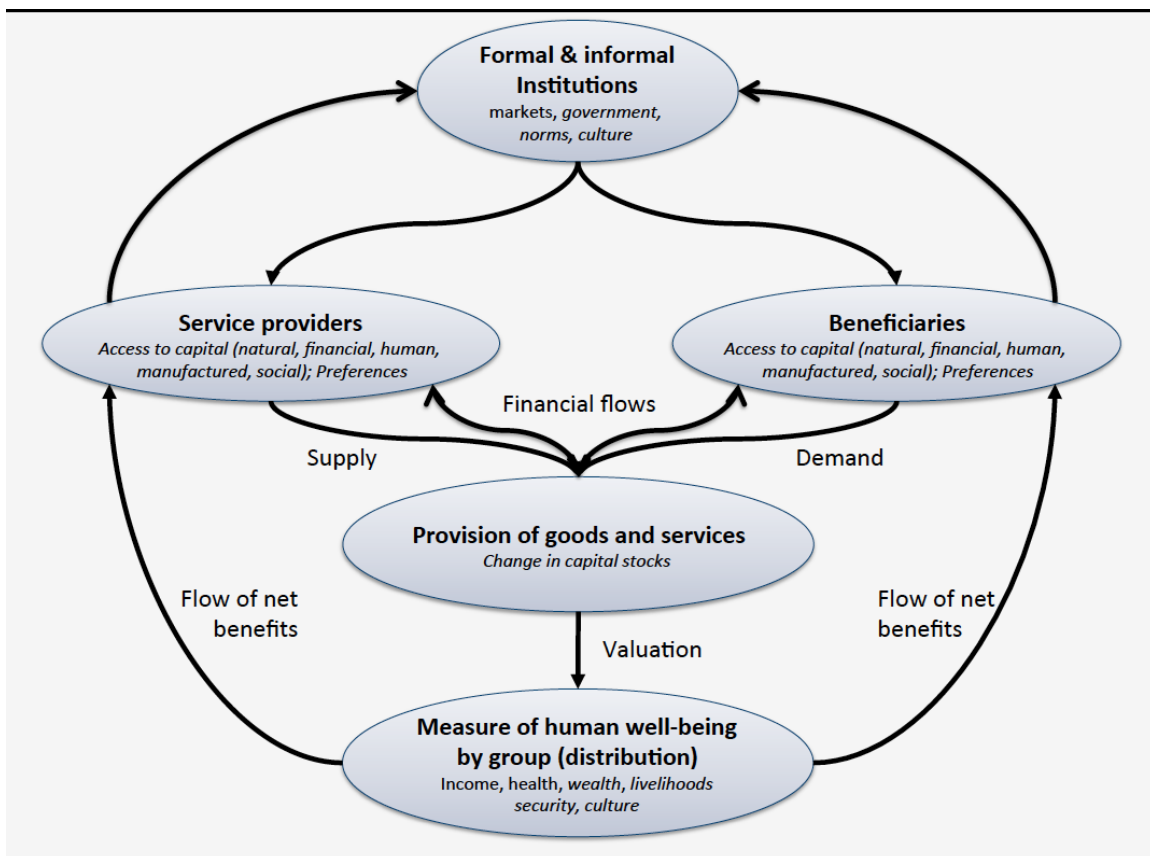 Formal & informal
Institutions
markets, government,
norms, culture
Service providers
Access to capital (natural, financial, human,
manufactured, social); Preferences
Beneficiaries
Access to capital (natural, financial, human,
manufactured, social); Preferences
Financial flows
Supply
Demand
Provision of goods and services
Change in capital stocks
Flow of net
benefits
Flow of net
benefits
Valuation
Measure of human well-being
by group (distribution)
Income, health, wealth, livelihoods
security, culture